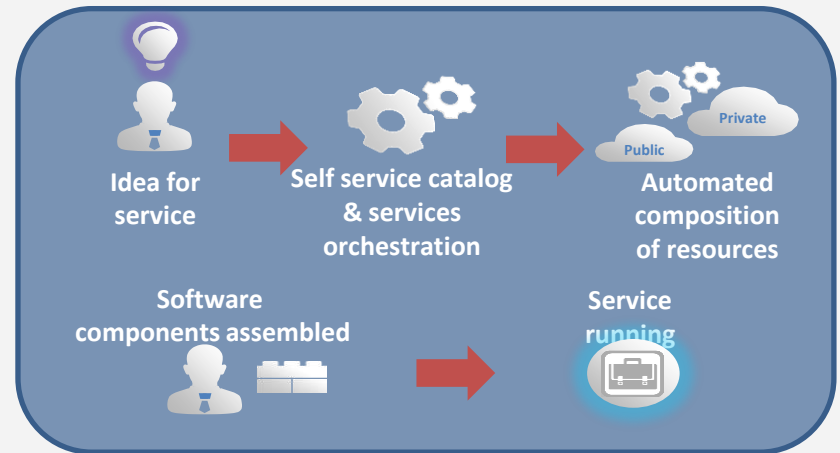 Idea for
service
Self service catalog
& services
orchestration
Public
Private
Automated
composition
of resources
Software
components assembled
Service
running